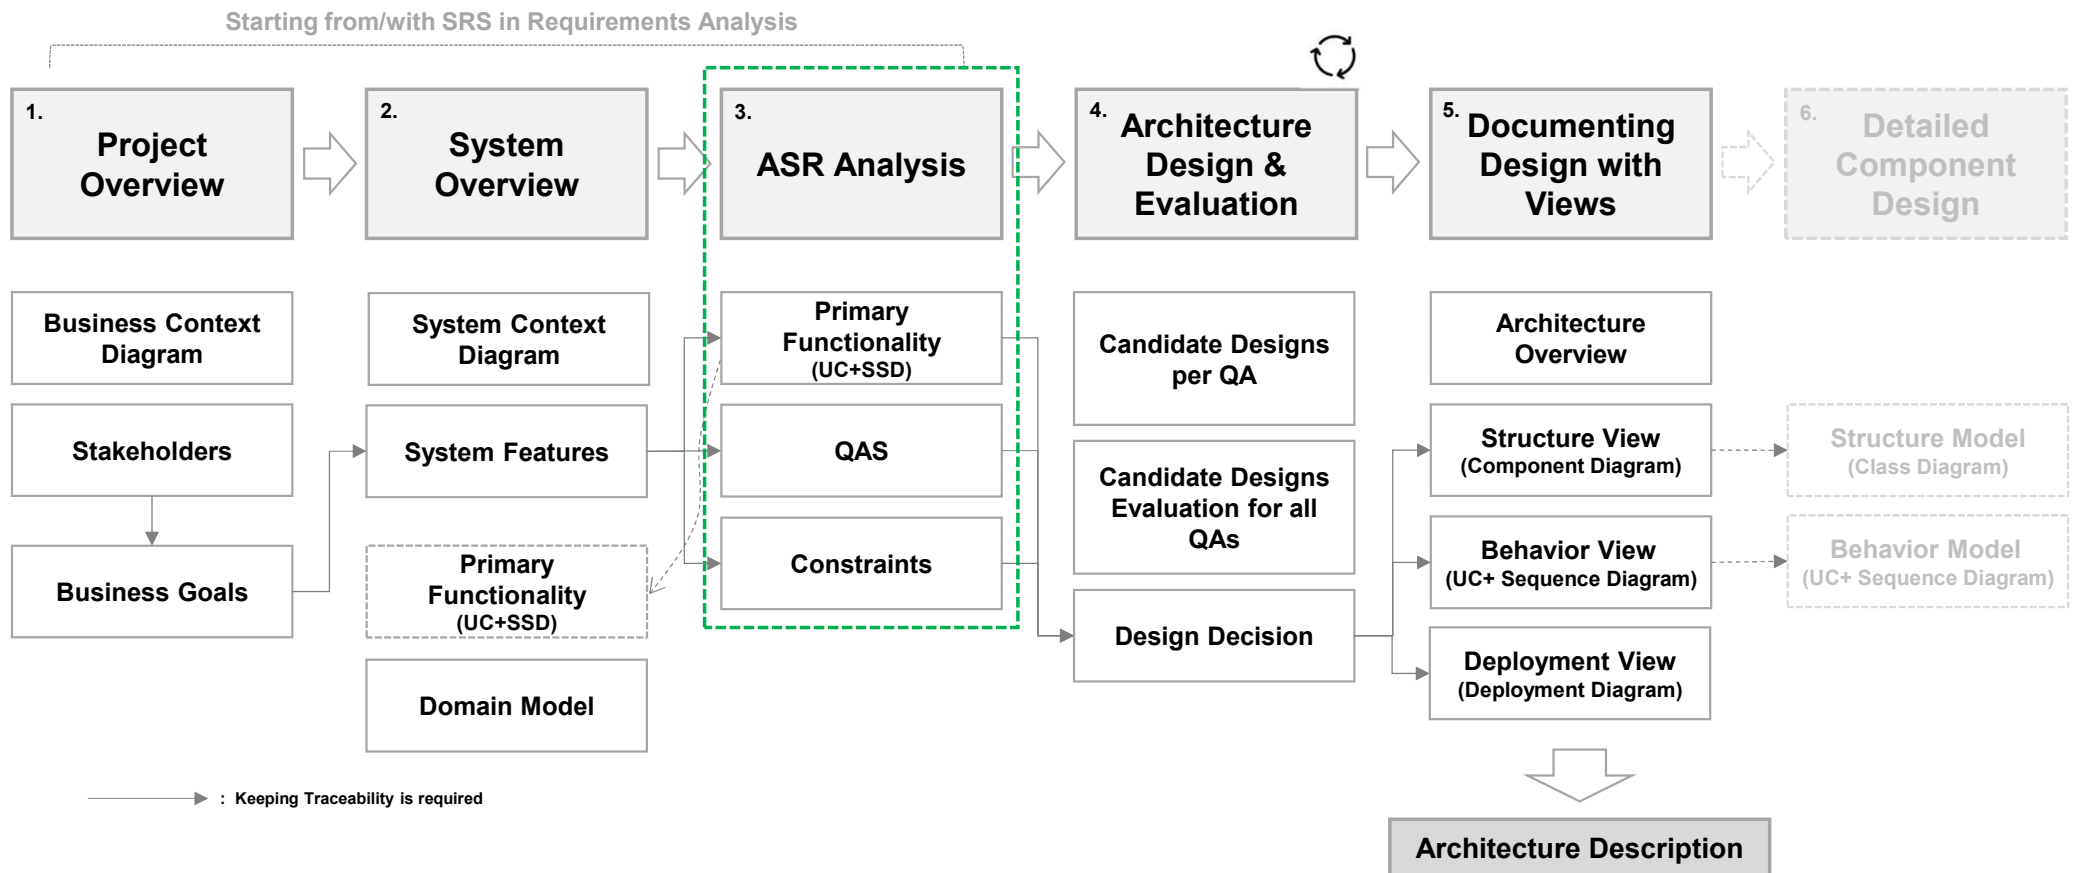 Starting from/with SRS in Requirements Analysis
1.
Project
Overview
2.
System
Overview
3.
ASR Analysis
4.
Architecture
Design &
Evaluation
5.
Documenting
Design with
Views
6.
Detailed
Component
Design
Business Context
Diagram
Stakeholders
Business Goals
System Context
Diagram
System Features
Primary
Functionality
(UC+SSD)
Domain Model
Primary
Functionality
(UC+SSD)
QAS
Constraints
Candidate Designs
per QA
Candidate Designs
Evaluation for all
QAs
Design Decision
Architecture
Overview
Structure View
(Component Diagram)
Behavior View
(UC+ Sequence Diagram)
Deployment View
(Deployment Diagram)
Structure Model
(Class Diagram)
Behavior Model
(UC+ Sequence Diagram)
: Keeping Traceability is required
Architecture Description